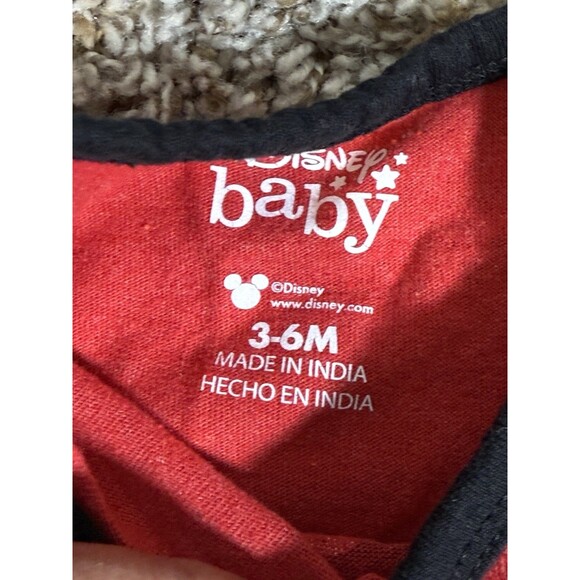 DISNEY
baby
©Disney
www.disney.com
3-6M
MADE IN INDIA
HECHO EN INDIA